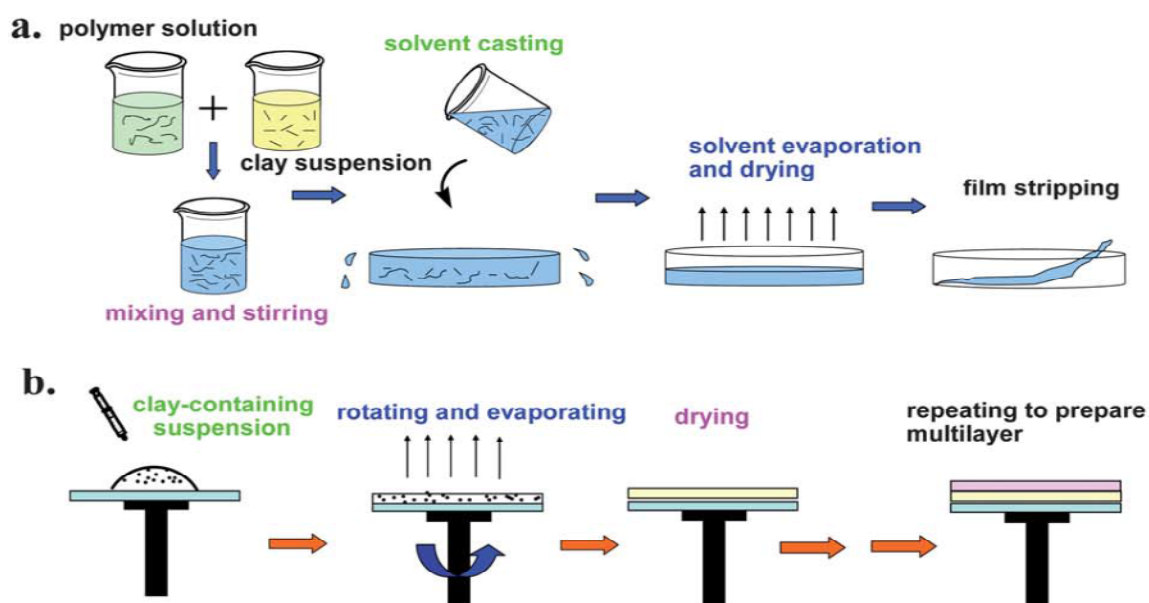 a. polymer solution
+
solvent casting
clay suspension
mixing and stirring
solvent evaporation
and drying
film stripping
b.
clay-containing
suspension
rotating and evaporating
drying
repeating to prepare
multilayer